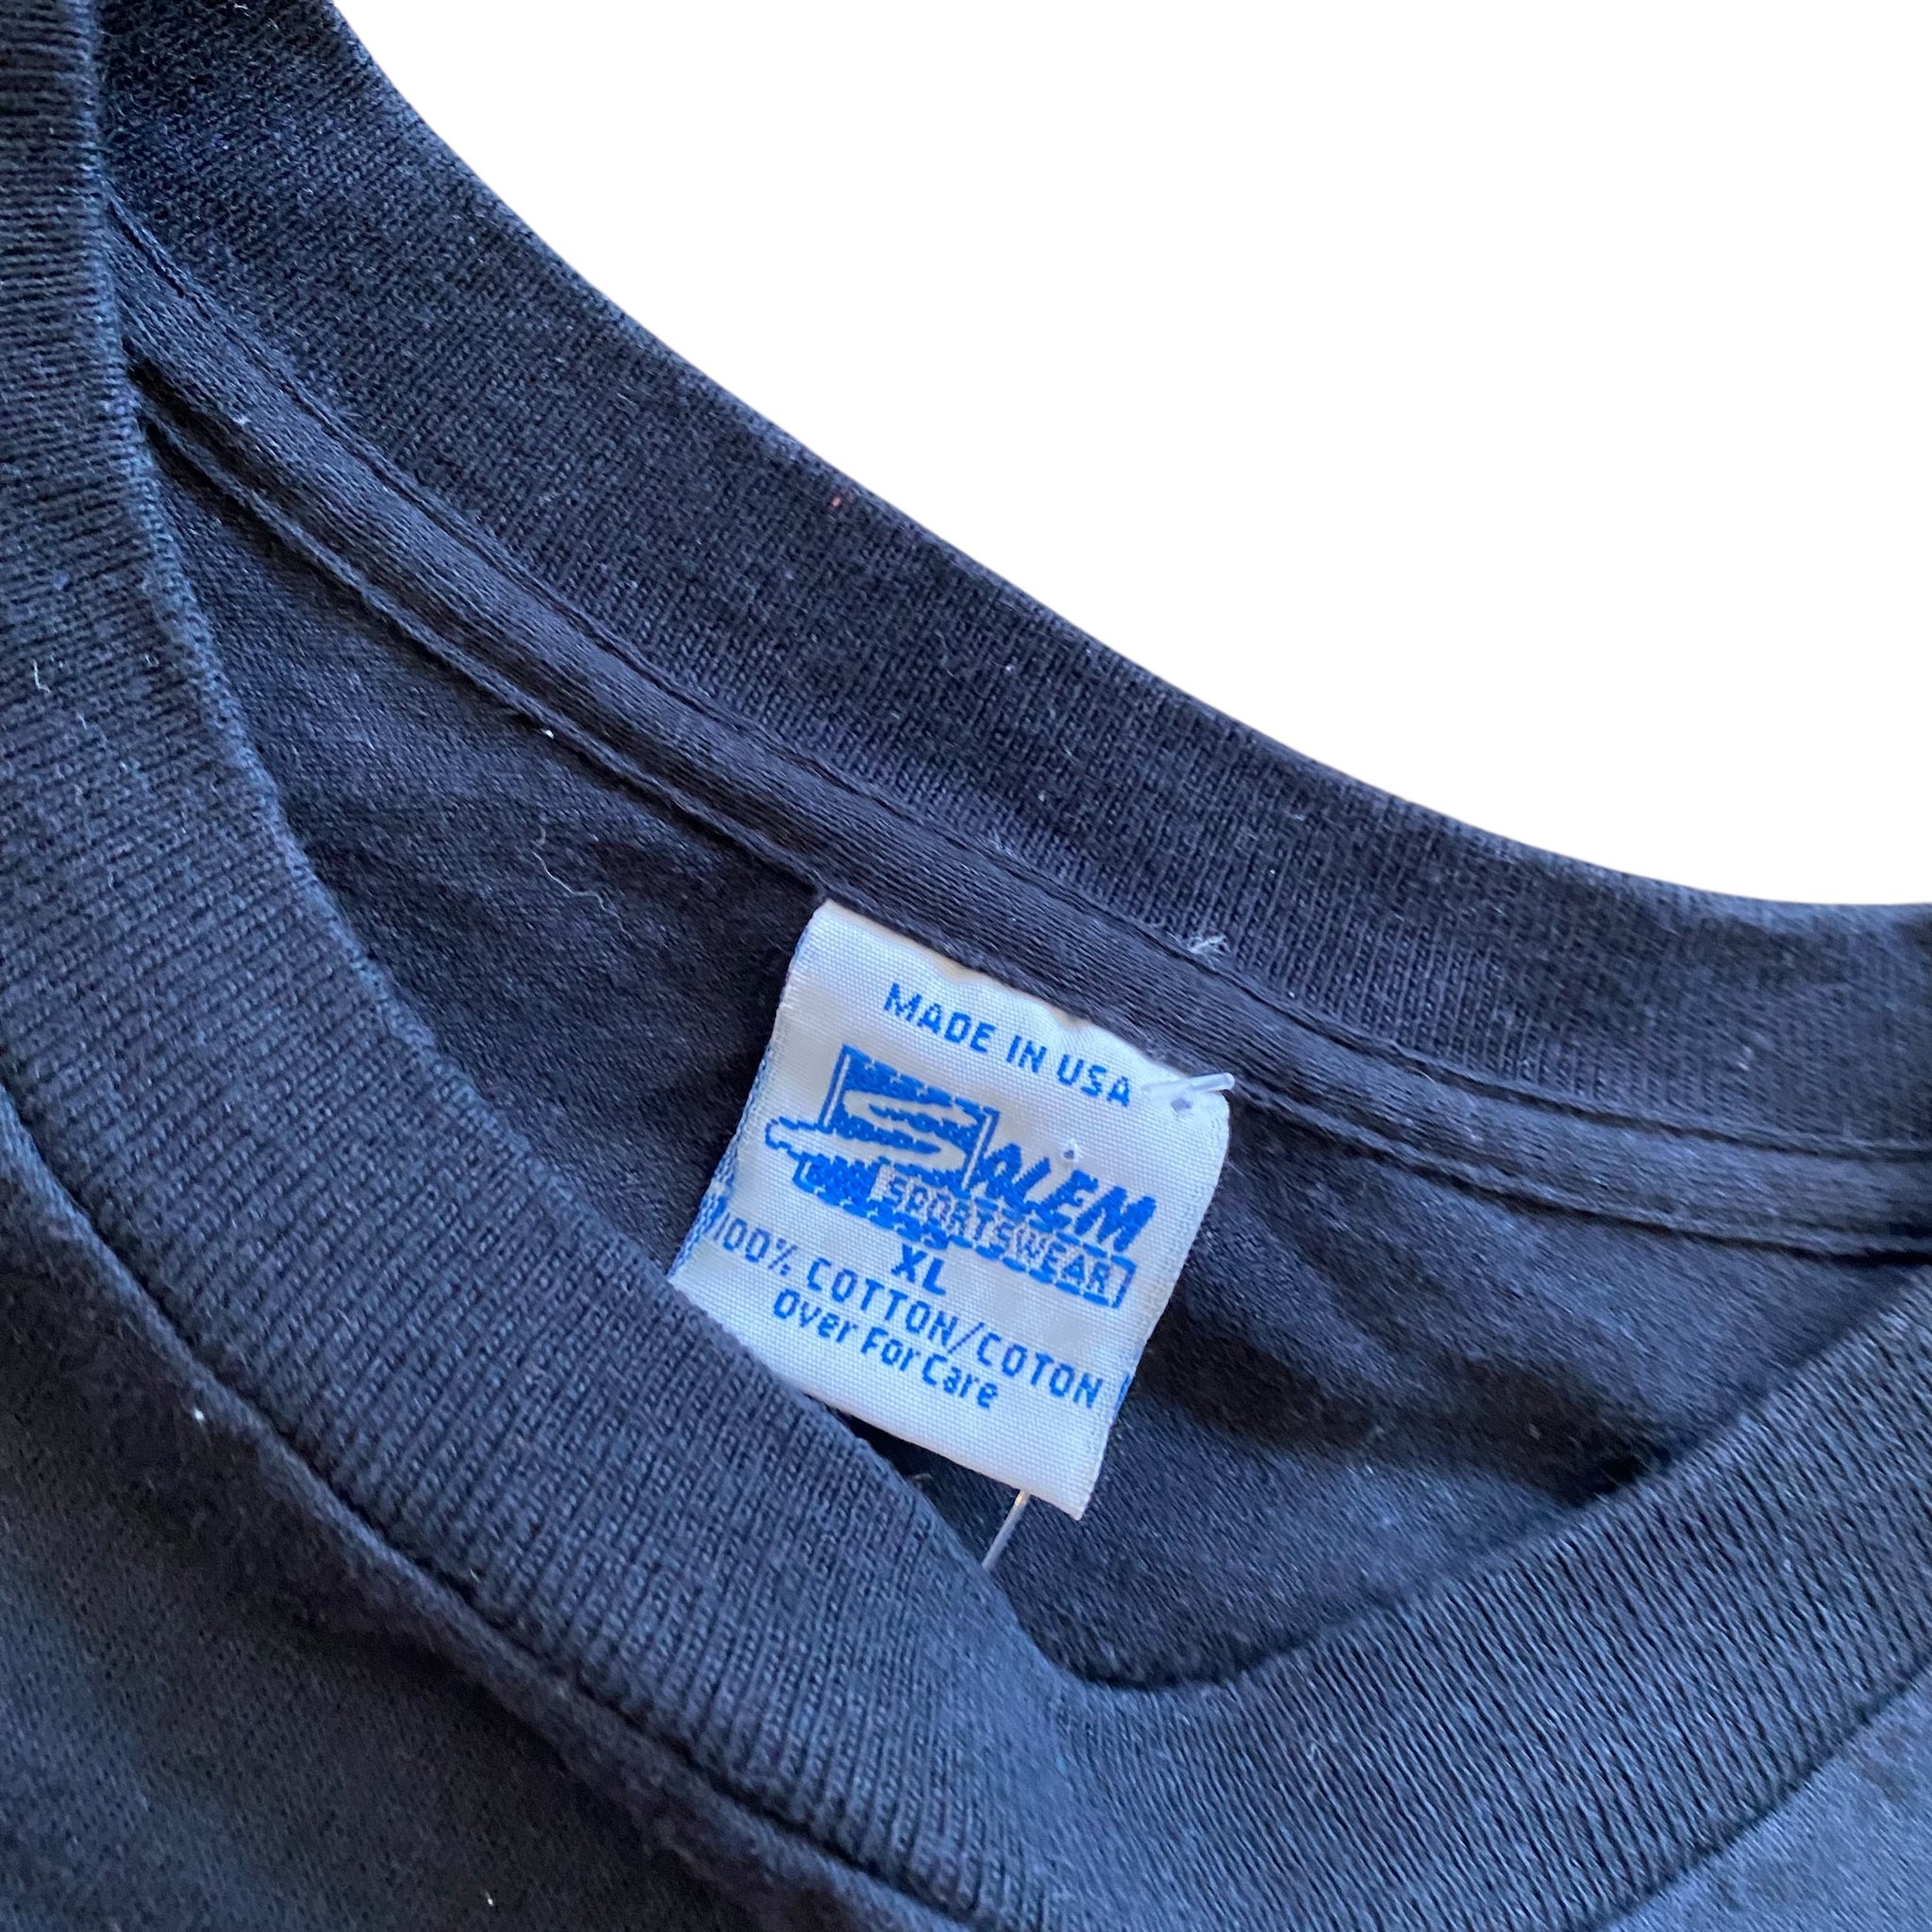 MADE IN USA
SALEM
SPORTSWEAR
XL
100% COTTON/COTON
Over For Care